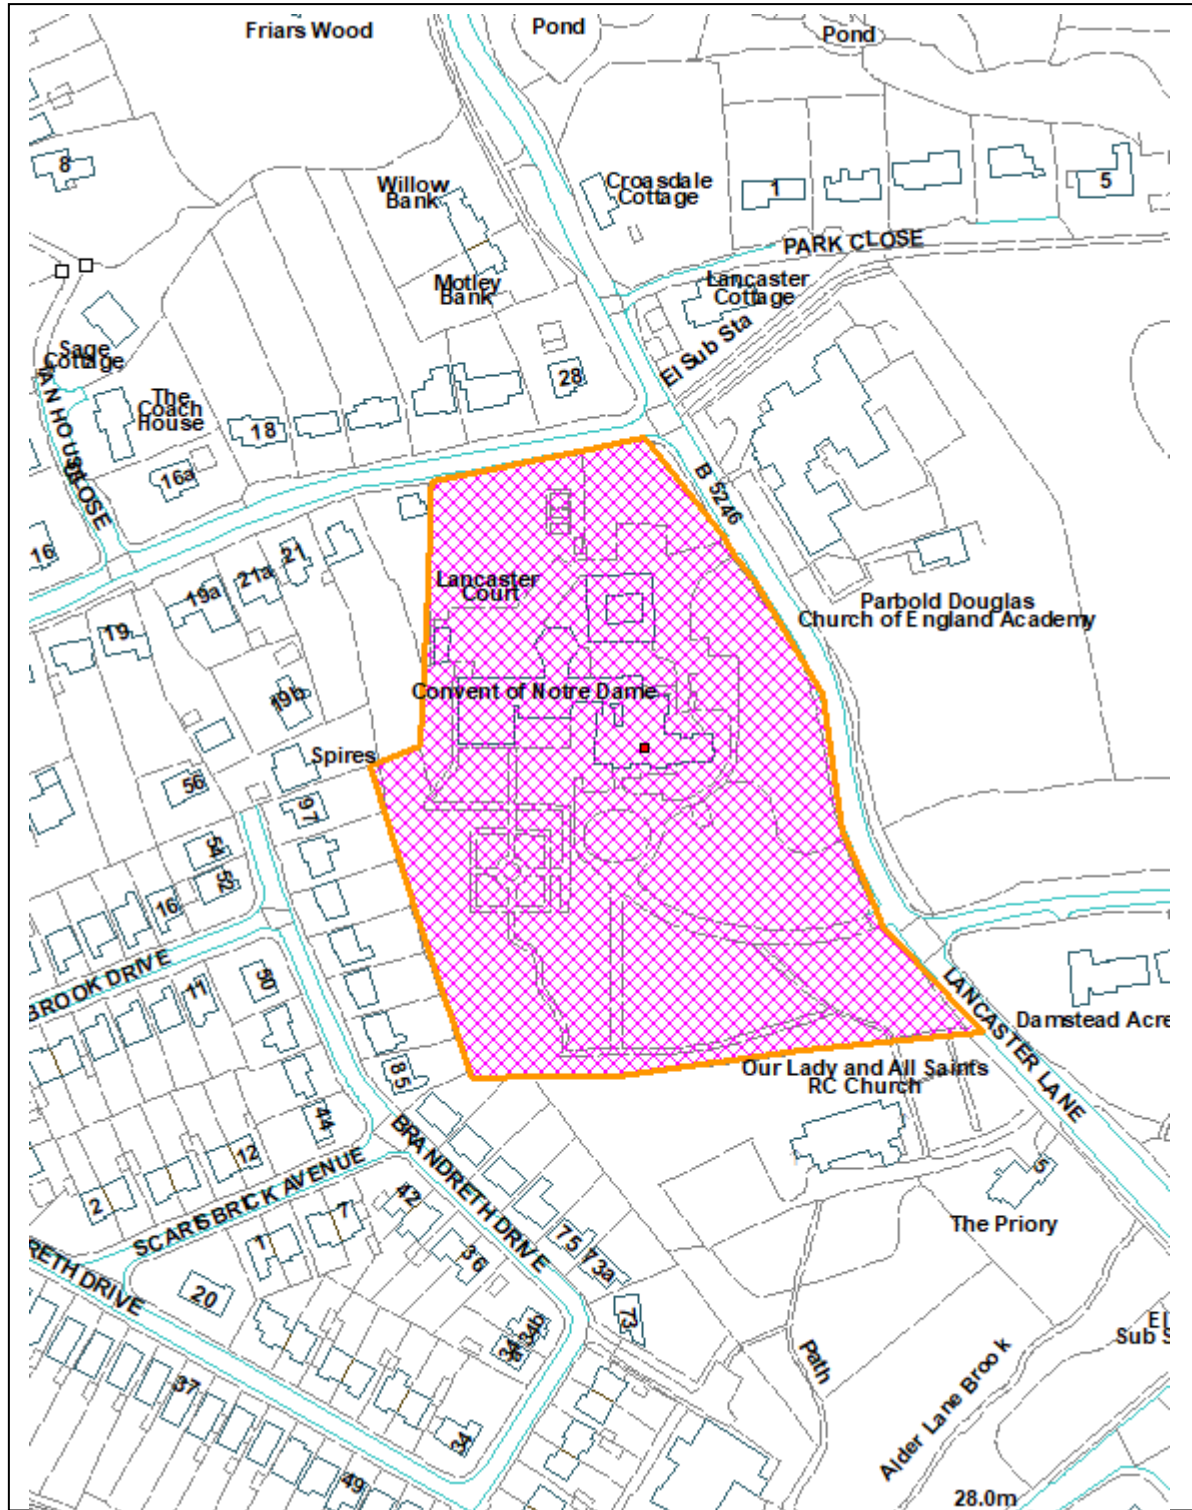 Friars Wood
Pond
Pond
8
Willow
Bank
Croasdale
Cottage
1
5
PARK CLOSE
Motley
Bank
Lancaster
Cottage
El Sub Sta
Sage
Cottage
The
Coach
House
28
18
16a
B 5246
16
21
21a
19a
Lancaster
Court
Parbold Douglas
Church of England Academy
19
19b
Convent of Notre Dame
Spires
56
97
54
52
16
BROOK DRIVE
11
50
LANCASTER LANE
Damstead Acre
85
Our Lady and All Saints
RC Church
44
BRANDRETH DRIVE
12
2
SCARISBRICK AVENUE
42
7
1
5
The Priory
36
75
73a
RETH DRIVE
20
73
34b
El
Sub S
Path
37
Alder Lane Brook
34
49
28.0m